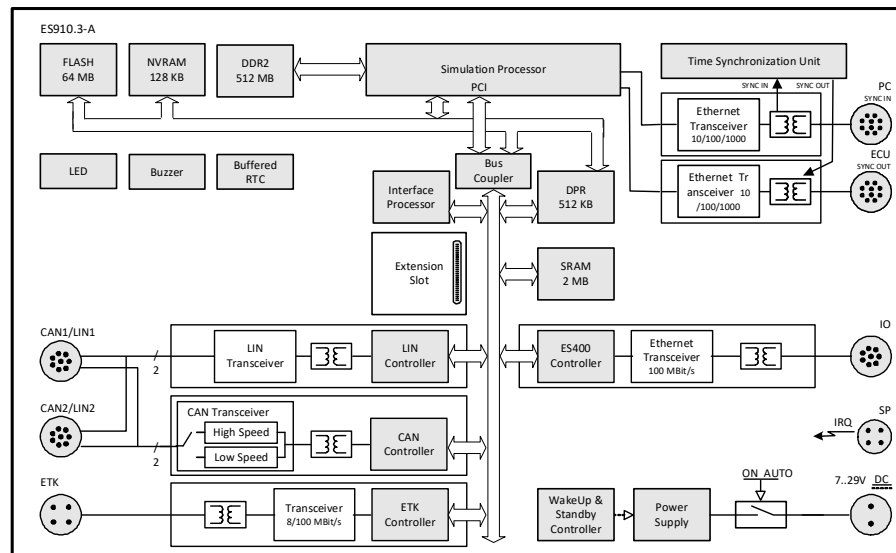 ES910.3-A
FLASH
64 MB
NVRAM
128 KB
DDR2
512 MB
Simulation Processor
PCI
Time Synchronization Unit
SYNC IN
SYNC OUT
PC
SYNC IN
Ethernet
Transceiver
10/100/1000
ECU
SYNC OUT
Ethernet Tr
ansceiver 10
/100/1000
LED
Buzzer
Buffered
RTC
Bus
Coupler
Interface
Processor
DPR
512 KB
Extension
Slot
SRAM
2 MB
CAN1/LIN1
2
LIN
Transceiver
LIN
Controller
ES400
Controller
Ethernet
Transceiver
100 MBit/s
IO
CAN2/LIN2
2
CAN Transceiver
High Speed
Low Speed
CAN
Controller
IRQ
SP
ETK
Transceiver
8/100 MBit/s
ETK
Controller
WakeUp &
Standby
Controller
Power
Supply
ON AUTO
7..29V DC